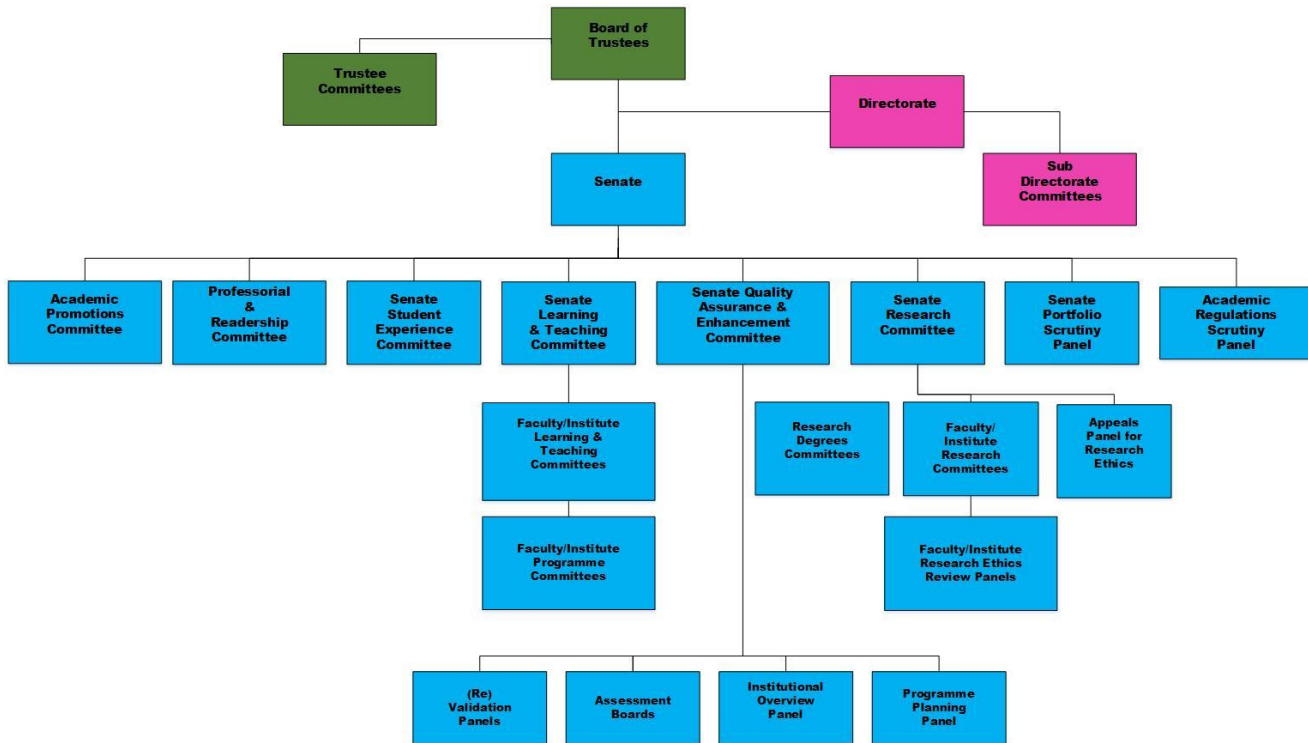 Board of
Trustees
Trustee
Committees
Directorate
Sub
Directorate
Committees
Senate
Academic
Promotions
Committee
Professorial
&
Readership
Committee
Senate
Student
Experience
Committee
Senate
Learning
& Teaching
Committee
Senate Quality
Assurance &
Enhancement
Committee
Senate
Research
Committee
Senate
Portfolio
Scrutiny
Panel
Academic
Regulations
Scrutiny
Panel
Faculty/Institute
Learning &
Teaching
Committees
Research
Degrees
Committees
Faculty/
Institute
Research
Committees
Appeals
Panel for
Research
Ethics
Faculty/Institute
Programme
Committees
Faculty/Institute
Research Ethics
Review Panels
(Re)
Validation
Panels
Assessment
Boards
Institutional
Overview
Panel
Programme
Planning
Panel